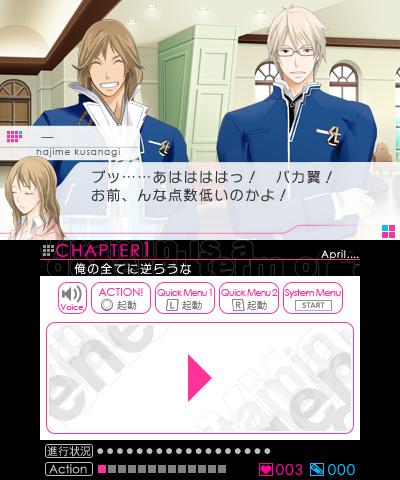 一
hajime kusanagi
プッ……あははははっ！ バカ翼！
お前、んな点数低いのかよ！
CHAPTER1
April....
俺の全てに逆らうな
Voice
ACTION!
起動
Quick Menu 1
L 起動
Quick Menu 2
R 起動
System Menu
START
進行状況
Action
003
000